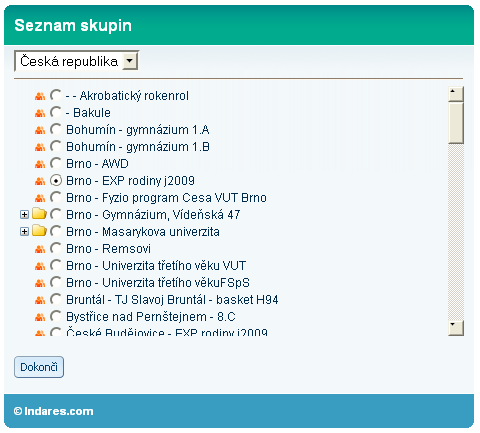 Seznam skupin
Česká republika
- - Akrobatický rokenrol
- Bakule
Bohumín - gymnázium 1.A
Bohumín - gymnázium 1.B
Brno - AWD
Brno - EXP rodiny j2009
Brno - Fyzio program Cesa VUT Brno
Brno - Gymnázium, Vídeňská 47
Brno - Masarykova univerzita
Brno - Remsovi
Brno - Univerzita třetího věku VUT
Brno - Univerzita třetího věkuFSpS
Bruntál - TJ Slavoj Bruntál - basket H94
Bystřice nad Pernštejnem - 8.C
České Budějovice - EXP rodiny j2009
Dokonči
© Indares.com